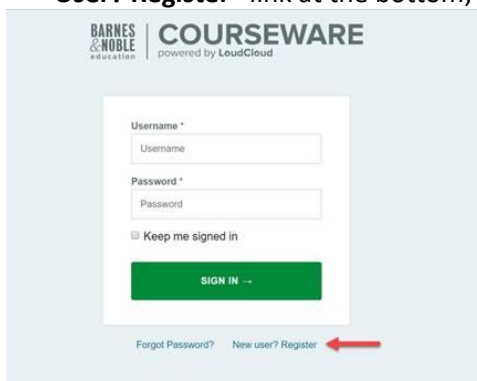 User? Register" link at the bottom,
BARNES
&NOBLE
education
COURSEWARE
powered by LoudCloud
Username *
Username
Password *
Password
Keep me signed in
SIGN IN →
Forgot Password? New user? Register